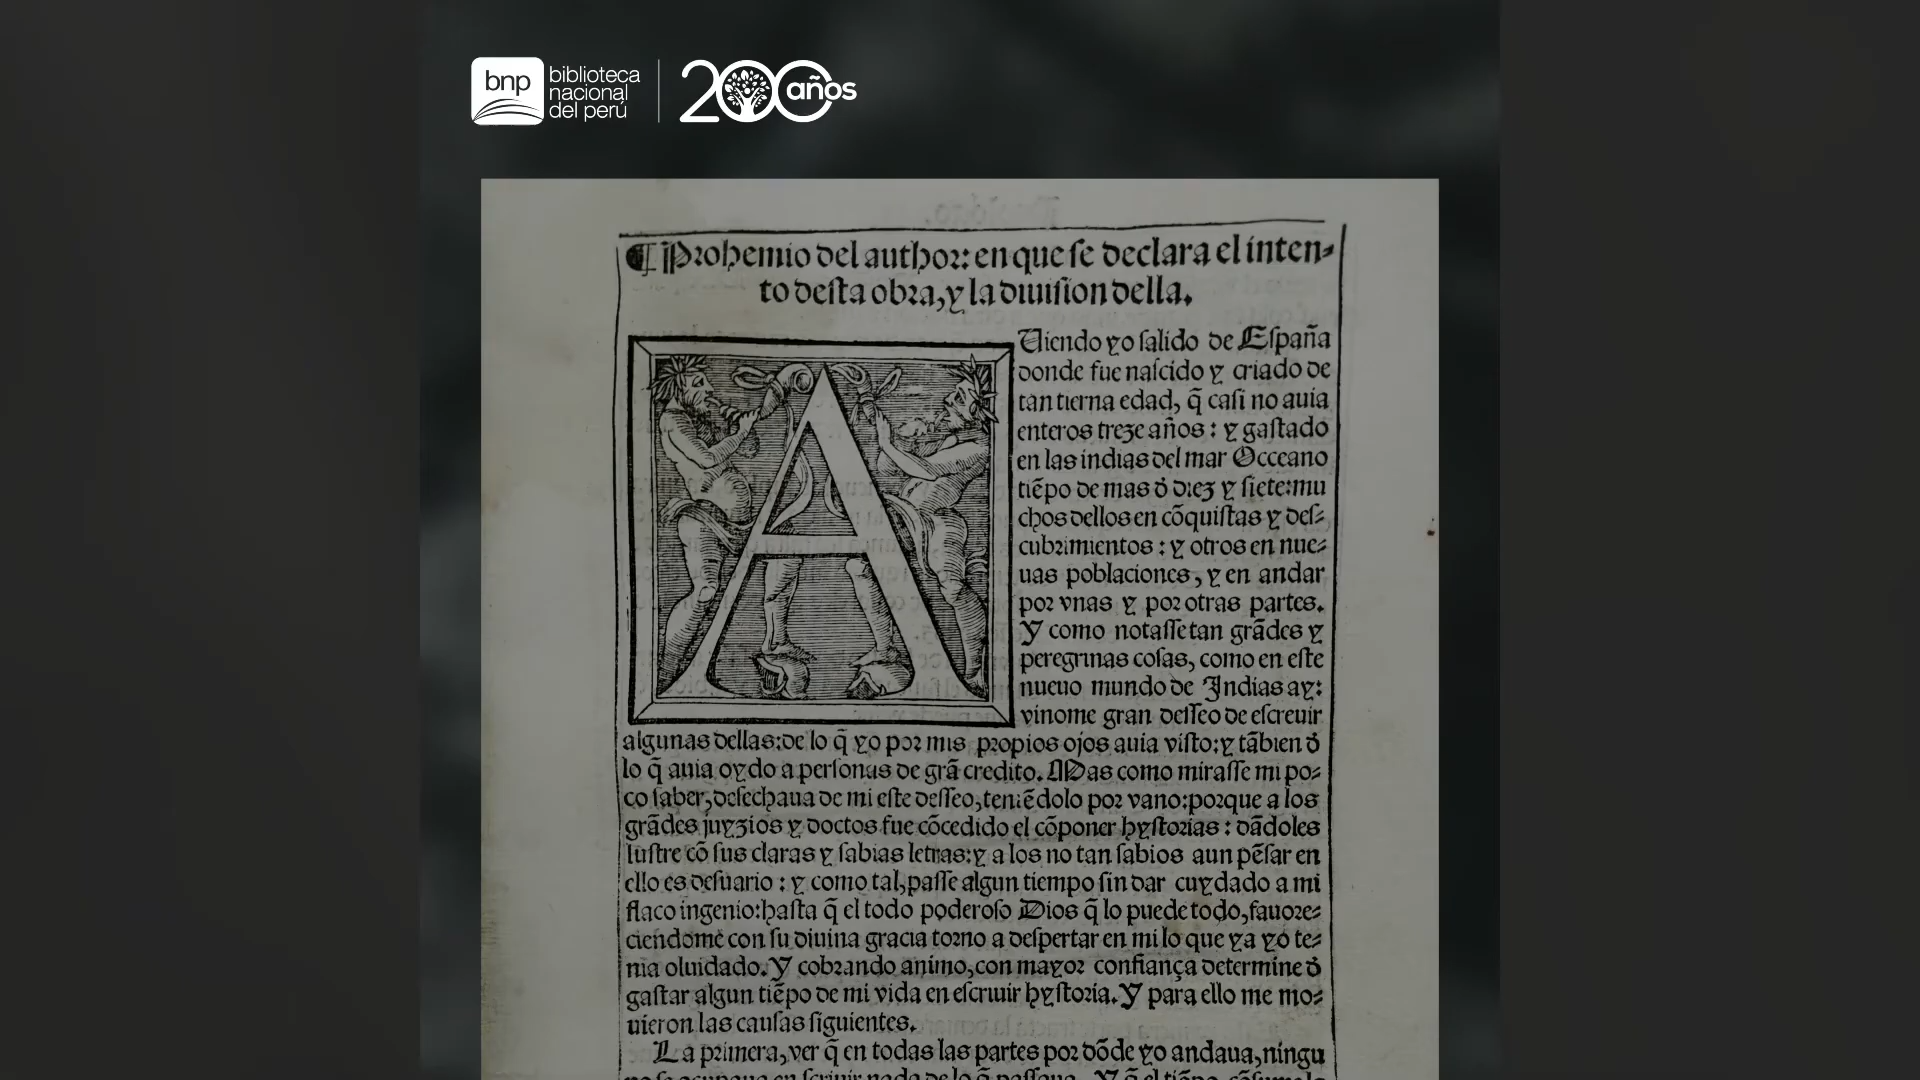 bnp
biblioteca
nacional
del perú
200 años
¶ Prohemio del author: en que se declara el inten-
to desta obra, y la diuision della.
A
Uiendo yo salido de España
donde fue nascido y criado de
tan tierna edad, q̃ casi no auia
enteros treze años: y gastado
en las indias del mar Occeano
tiẽpo de mas đ diez y siete: mu
chos dellos en cõquistas y des-
cubrimientos: y otros en nue-
uas poblaciones, y en andar
por vnas y por otras partes.
Y como notasse tan grãdes y
peregrinas cosas, como en este
nueuo mundo de Indias ay:
vinome gran desseo de escreuir
algunas dellas: de lo q̃ yo por mis propios ojos auia visto: y tãbien đ
lo q̃ auia oydo a personas de grã credito. Mas como mirasse mi po-
co saber, desechaua de mi este desseo, teniẽdolo por vano: porque a los
grãdes juyzios y doctos fue cõcedido el cõponer hystorias: dãdoles
lustre cõ sus claras y sabias letras: y a los no tan sabios aun pẽsar en
ello es desuario: y como tal, passe algun tiempo sin dar cuydado a mi
flaco ingenio: hasta q̃ el todo poderoso Dios q̃ lo puede todo, fauore-
ciendome con su diuina gracia torno a despertar en mi lo que ya yo te-
nia oluidado. Y cobrando animo, con mayor confiança determine đ
gastar algun tiẽpo de mi vida en escriuir hystoria. Y para ello me mo-
uieron las causas siguientes.
La primera, ver q̃ en todas las partes por dõde yo andaua, ningu